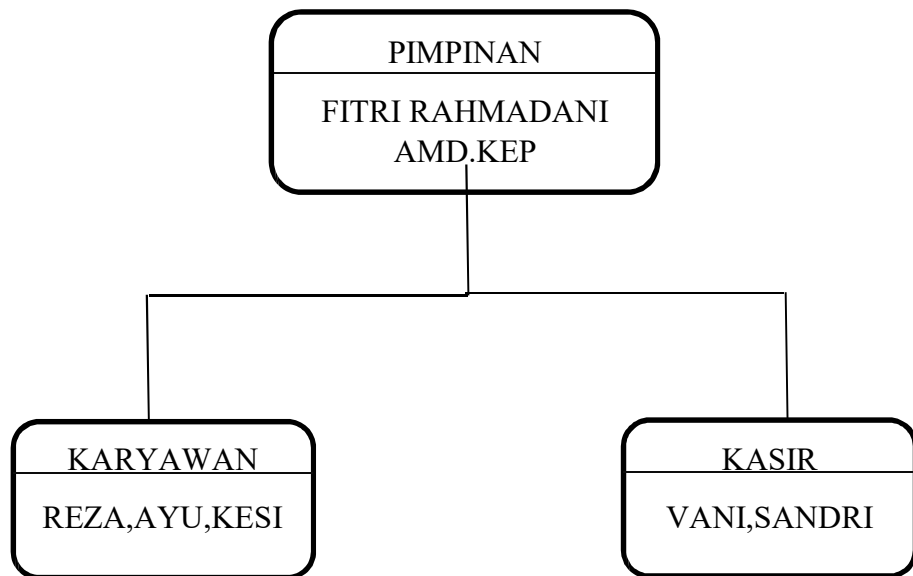 PIMPINAN
FITRI RAHMADANI
AMD.KEP
KARYAWAN
REZA,AYU,KESI
KASIR
VANI,SANDRI